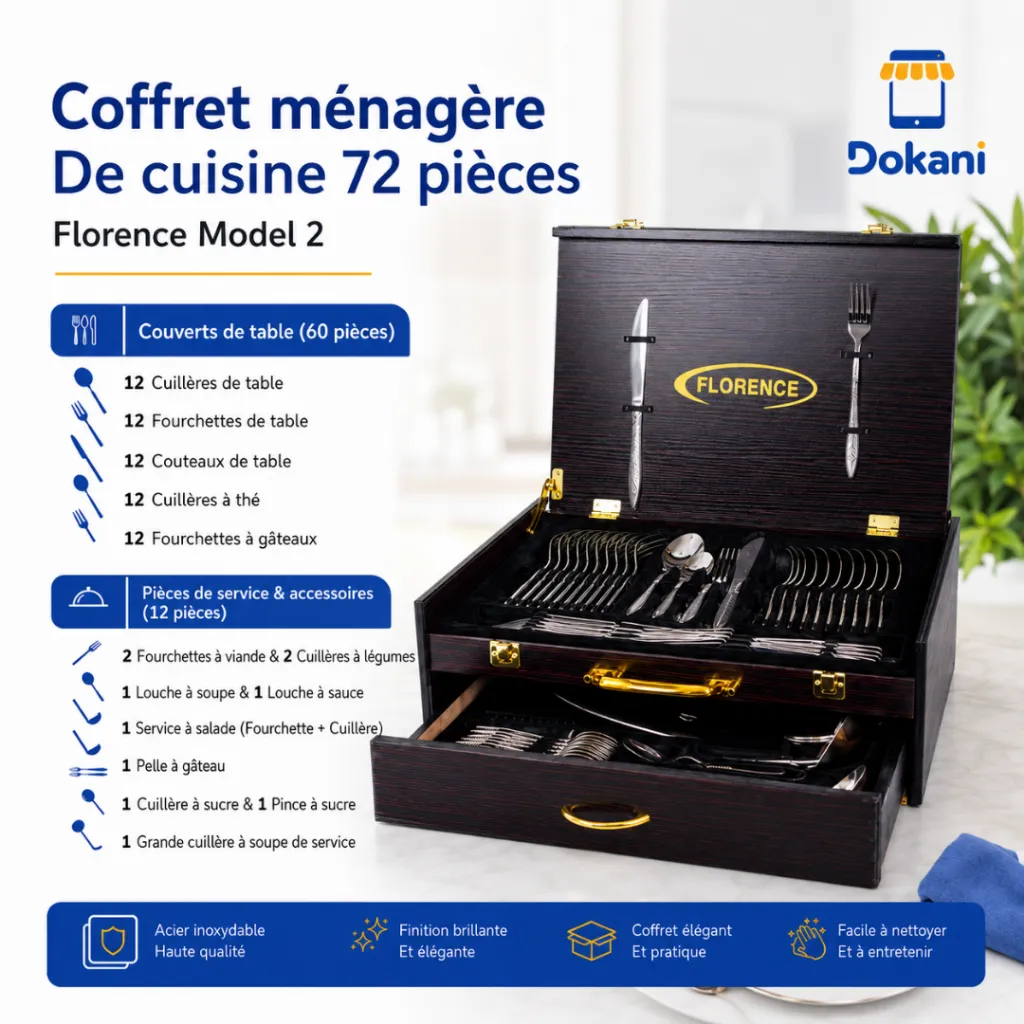 Dokani
Coffret ménagère
De cuisine 72 pièces
Florence Model 2
Couverts de table (60 pièces)
12 Cuillères de table
12 Fourchettes de table
12 Couteaux de table
12 Cuillères à thé
12 Fourchettes à gâteaux
Pièces de service & accessoires
(12 pièces)
2 Fourchettes à viande & 2 Cuillères à légumes
1 Louche à soupe & 1 Louche à sauce
1 Service à salade (Fourchette + Cuillère)
1 Pelle à gâteau
1 Cuillère à sucre & 1 Pince à sucre
1 Grande cuillère à soupe de service
FLORENCE
Acier inoxydable
Haute qualité
Finition brillante
Et élégante
Coffret élégant
Et pratique
Facile à nettoyer
Et à entretenir